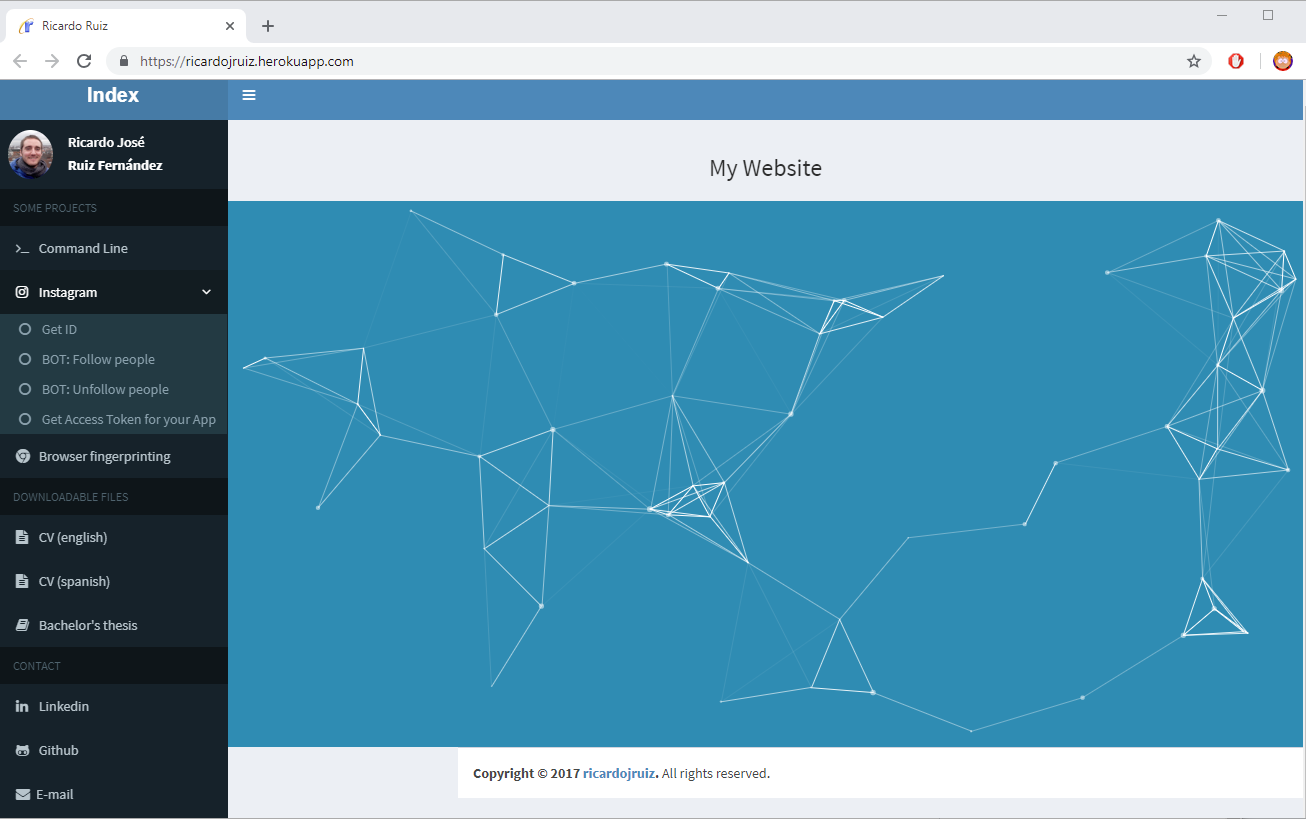 Ricardo Ruiz
https://ricardojruiz.herokuapp.com
Index
Ricardo José
Ruiz Fernández
SOME PROJECTS
Command Line
Instagram
Get ID
BOT: Follow people
BOT: Unfollow people
Get Access Token for your App
Browser fingerprinting
DOWNLOADABLE FILES
CV (english)
CV (spanish)
Bachelor's thesis
CONTACT
Linkedin
Github
E-mail
My Website
Copyright © 2017 ricardojruiz. All rights reserved.